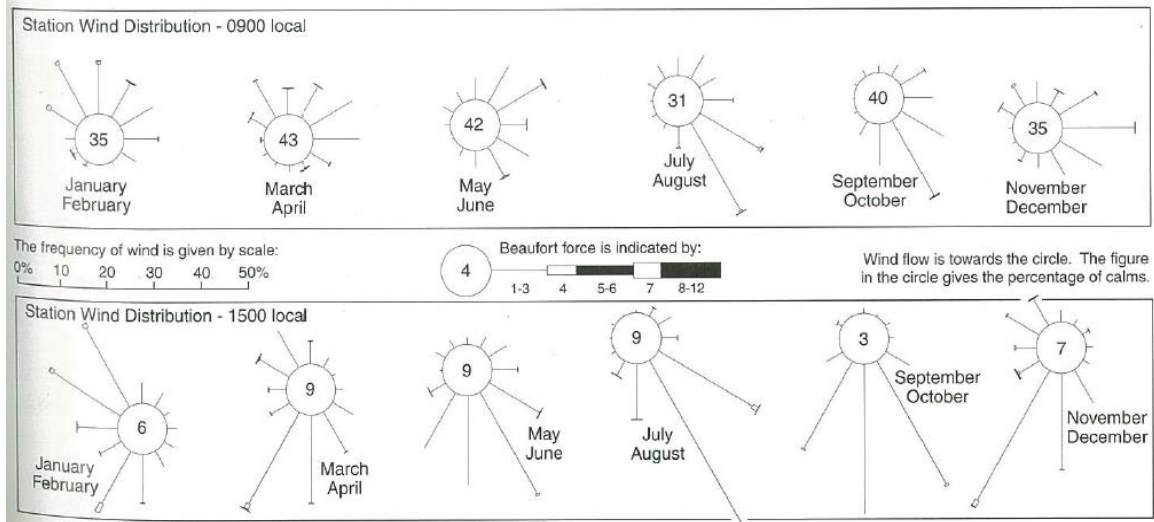 Station Wind Distribution - 0900 local
35
43
42
31
40
35
January
February
March
April
May
June
July
August
September
October
November
December
The frequency of wind is given by scale:
0% 10 20 30 40 50%
4
Beaufort force is indicated by:
1-3 4 5-6 7 8-12
Wind flow is towards the circle. The figure
in the circle gives the percentage of calms.
Station Wind Distribution - 1500 local
6
9
9
9
3
7
January
February
March
April
May
June
July
August
September
October
November
December